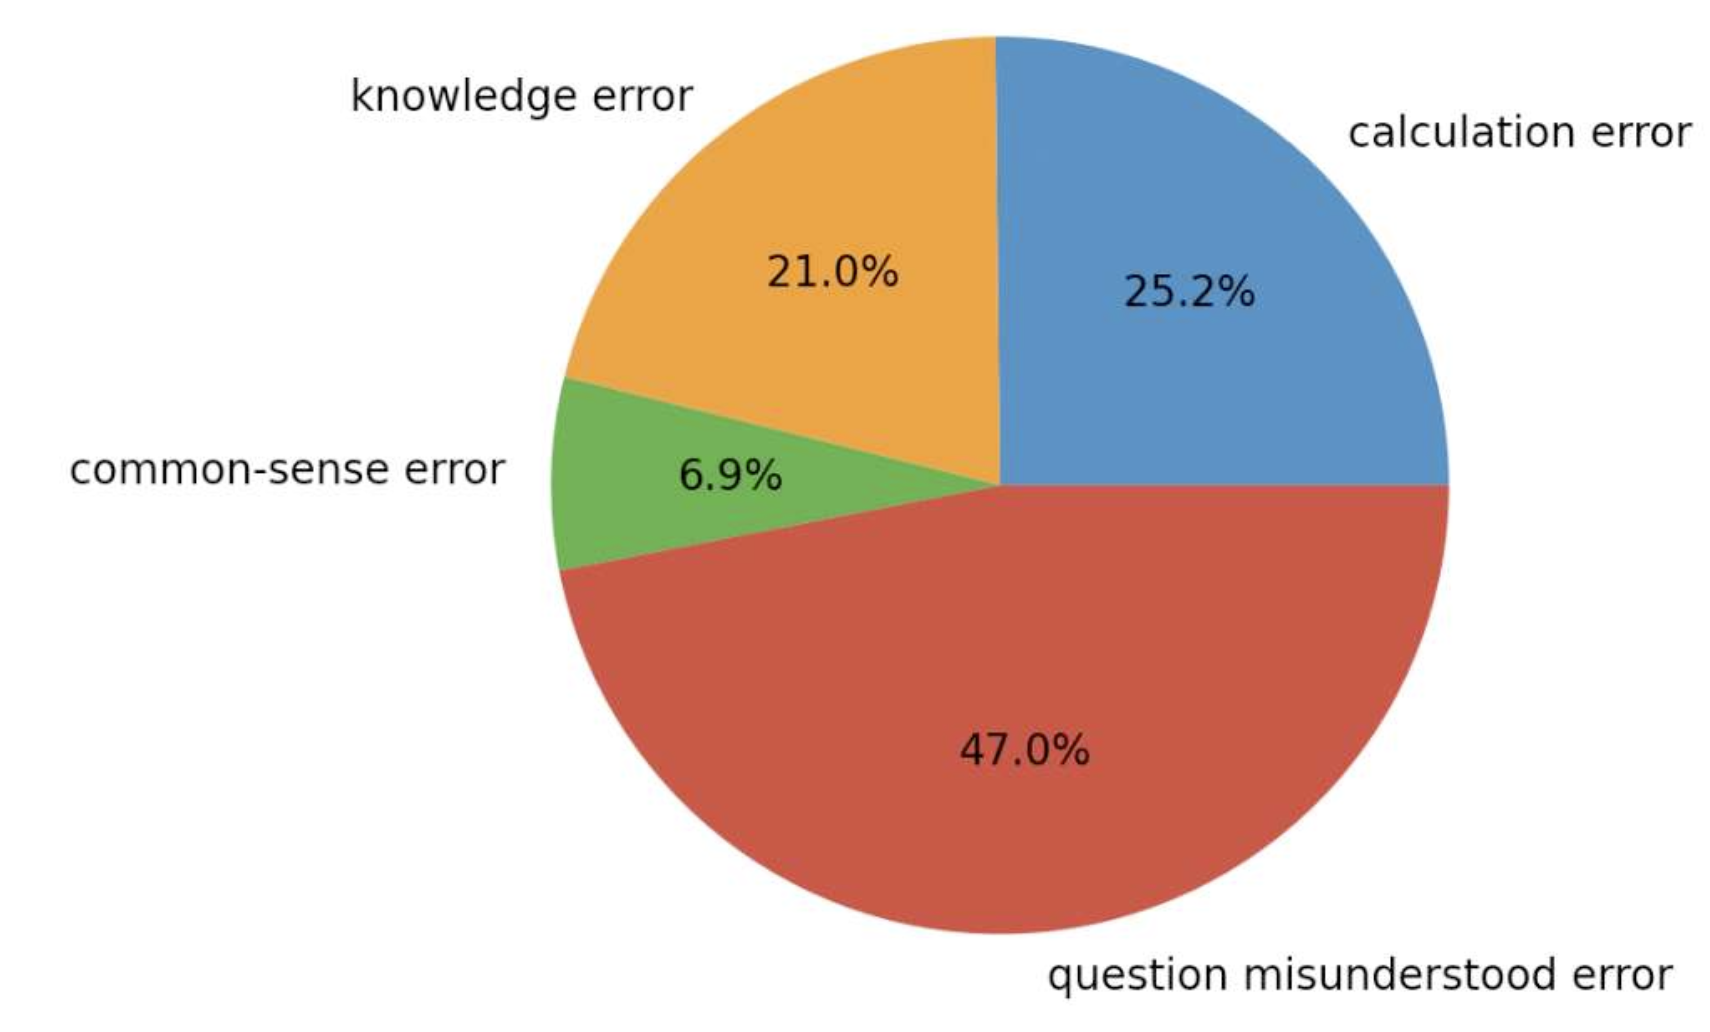 knowledge error
calculation error
21.0%
25.2%
common-sense error
6.9%
47.0%
question misunderstood error